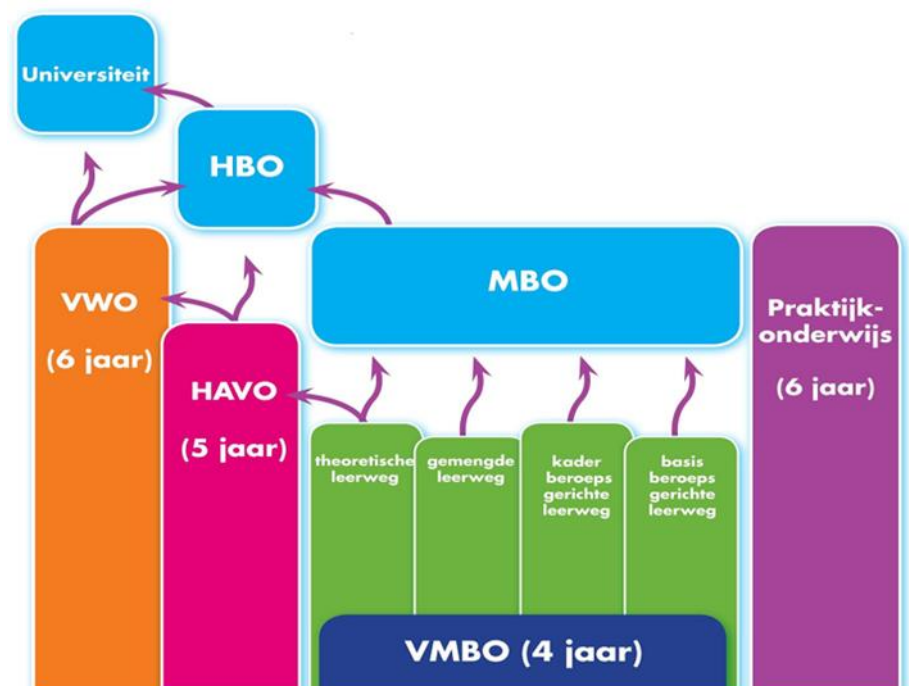 Universiteit
HBO
MBO
VWO
(6 jaar)
HAVO
(5 jaar)
Praktijk-
onderwijs
(6 jaar)
theoretische
leerweg
gemengde
leerweg
kader
beroeps
gerichte
leerweg
basis
beroeps
gerichte
leerweg
VMBO (4 jaar)